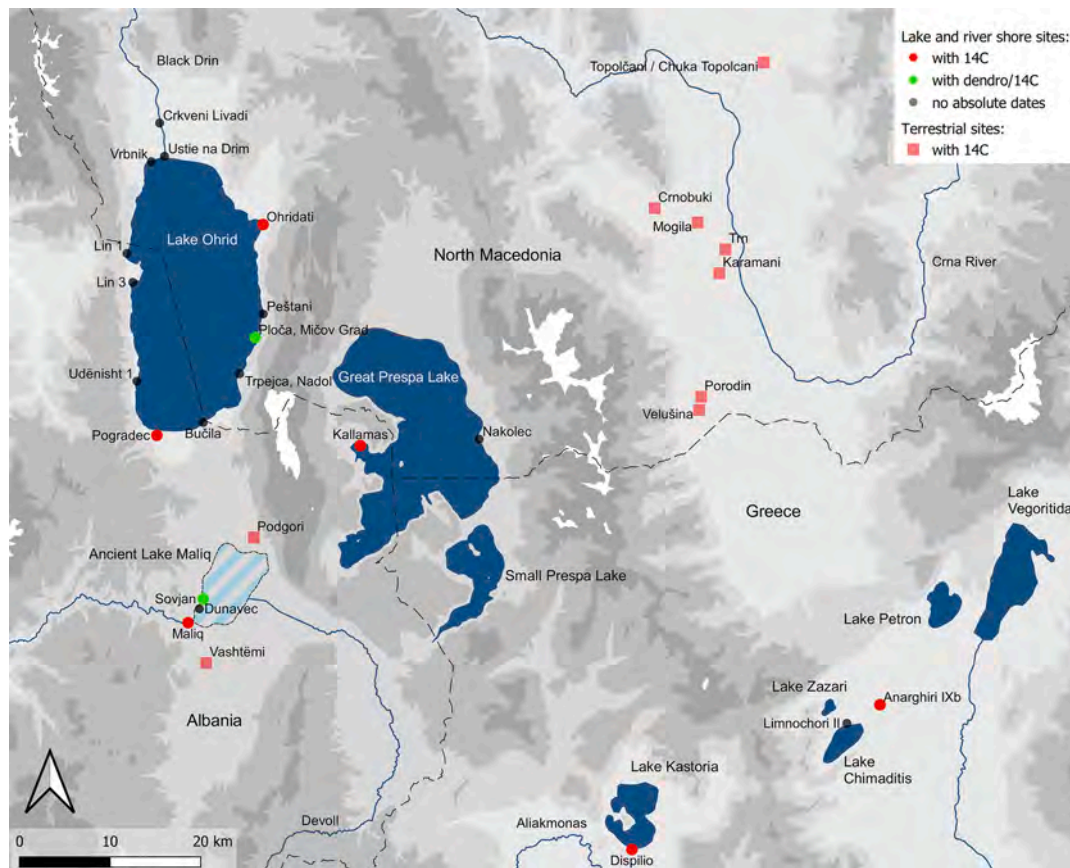 Lake and river shore sites:
with 14C
with dendro/14C
no absolute dates
Terrestrial sites:
with 14C
Black Drin
Topolčani / Chuka Topolcani
Crkveni Livadi
Vrbnik
Ustie na Drim
Crnobuki
Ohridati
Mogila
Lake Ohrid
Trn
Lin 1
North Macedonia
Karamani
Crna River
Lin 3
Peštani
Ploča, Mičov Grad
Udënisht 1
Trpejca, Nadol
Great Prespa Lake
Porodin
Velušina
Pogradec
Bučila
Kallamas
Nakolec
Lake
Vegoritida
Greece
Podgori
Ancient Lake Maliq
Small Prespa Lake
Sovjan
Dunavec
Lake Petron
Maliq
Vashtëmi
Lake Zazari
Anarghiri IXb
Albania
Limnochori II
Lake
Chimaditis
Lake Kastoria
Devoll
Aliakmonas
0 10 20 km
Dispilio